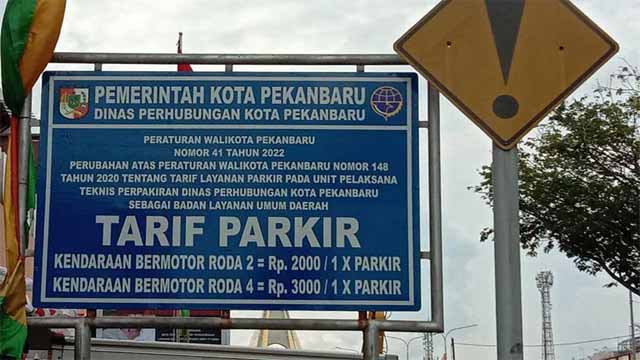 PEMERINTAH KOTA PEKANBARU
DINAS PERHUBUNGAN KOTA PEKANBARU
PERATURAN WALIKOTA PEKANBARU
NOMOR 41 TAHUN 2022
PERUBAHAN ATAS PERATURAN WALIKOTA PEKANBARU NOMOR 148
TAHUN 2020 TENTANG TARIF LAYANAN PARKIR PADA UNIT PELAKSANA
TEKNIS PERPAKIRAN DINAS PERHUBUNGAN KOTA PEKANBARU
SEBAGAI BADAN LAYANAN UMUM DAERAH
TARIF PARKIR
KENDARAAN BERMOTOR RODA 2 = Rp. 2000 / 1 X PARKIR
KENDARAAN BERMOTOR RODA 4 = Rp. 3000 / 1 X PARKIR